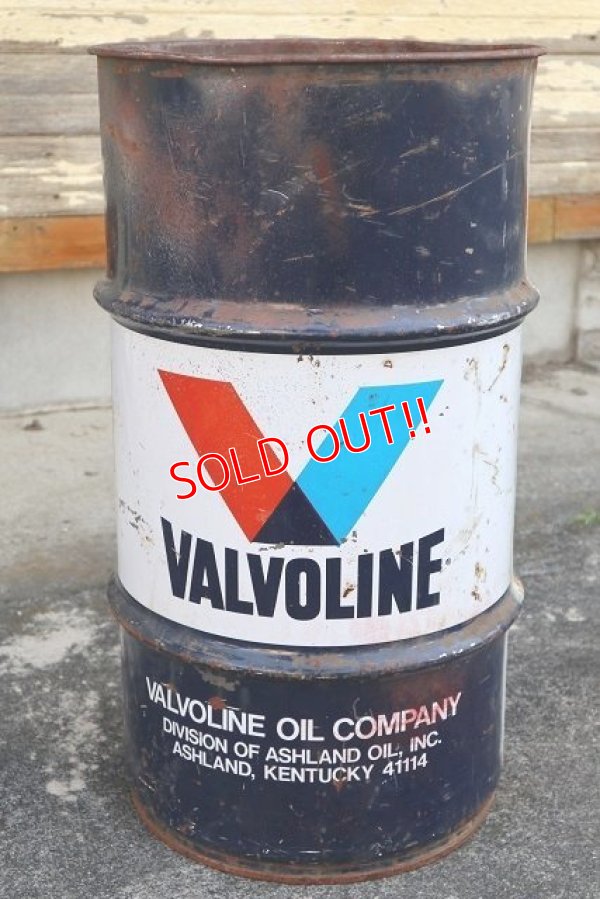 SOLD OUT!!
VALVOLINE
VALVOLINE OIL COMPANY
DIVISION OF ASHLAND OIL, INC.
ASHLAND, KENTUCKY 41114